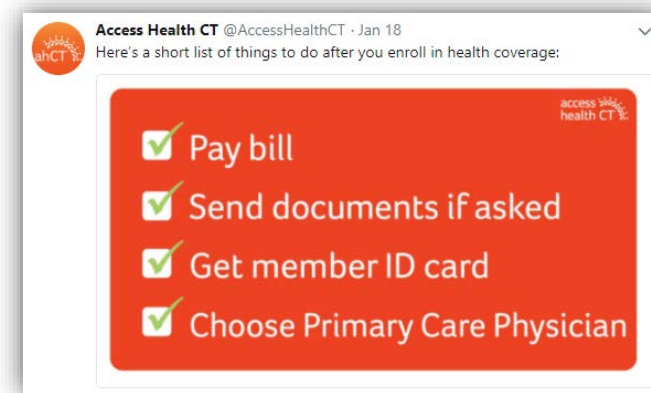 Access Health CT @AccessHealthCT · Jan 18
ahCT
Here's a short list of things to do after you enroll in health coverage:
access
health CT
Pay bill
Send documents if asked
Get member ID card
Choose Primary Care Physician